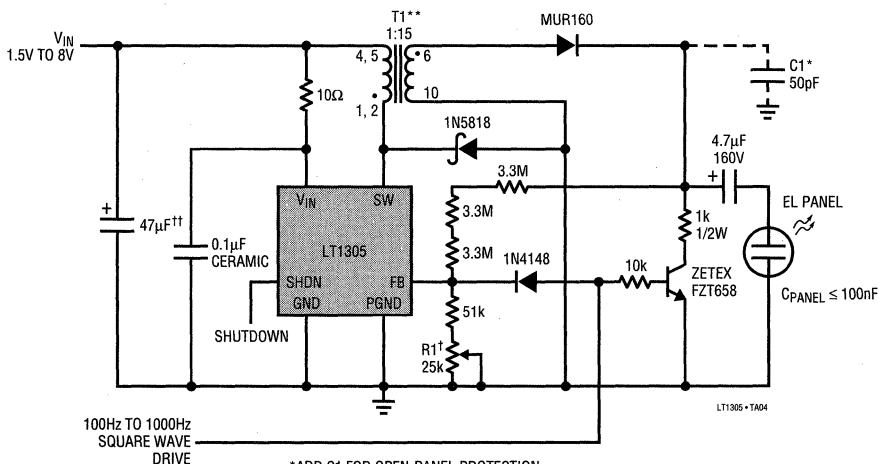 VIN
1.5V TO 8V
T1**
1:15
4, 5
6
1, 2
10
MUR160
C1*
50pF
10Ω
1N5818
4.7µF
160V
3.3M
3.3M
3.3M
1k
1/2W
EL PANEL
+
+
47µF††
0.1µF
CERAMIC
VIN
SW
LT1305
SHDN
FB
GND
PGND
SHUTDOWN
1N4148
10k
ZETEX
FZT658
CPANEL ≤ 100nF
51k
R1†
25k
LT1305 • TA04
100Hz TO 1000Hz
SQUARE WAVE
DRIVE
*ADD C1 FOR OPEN-PANEL PROTECTION